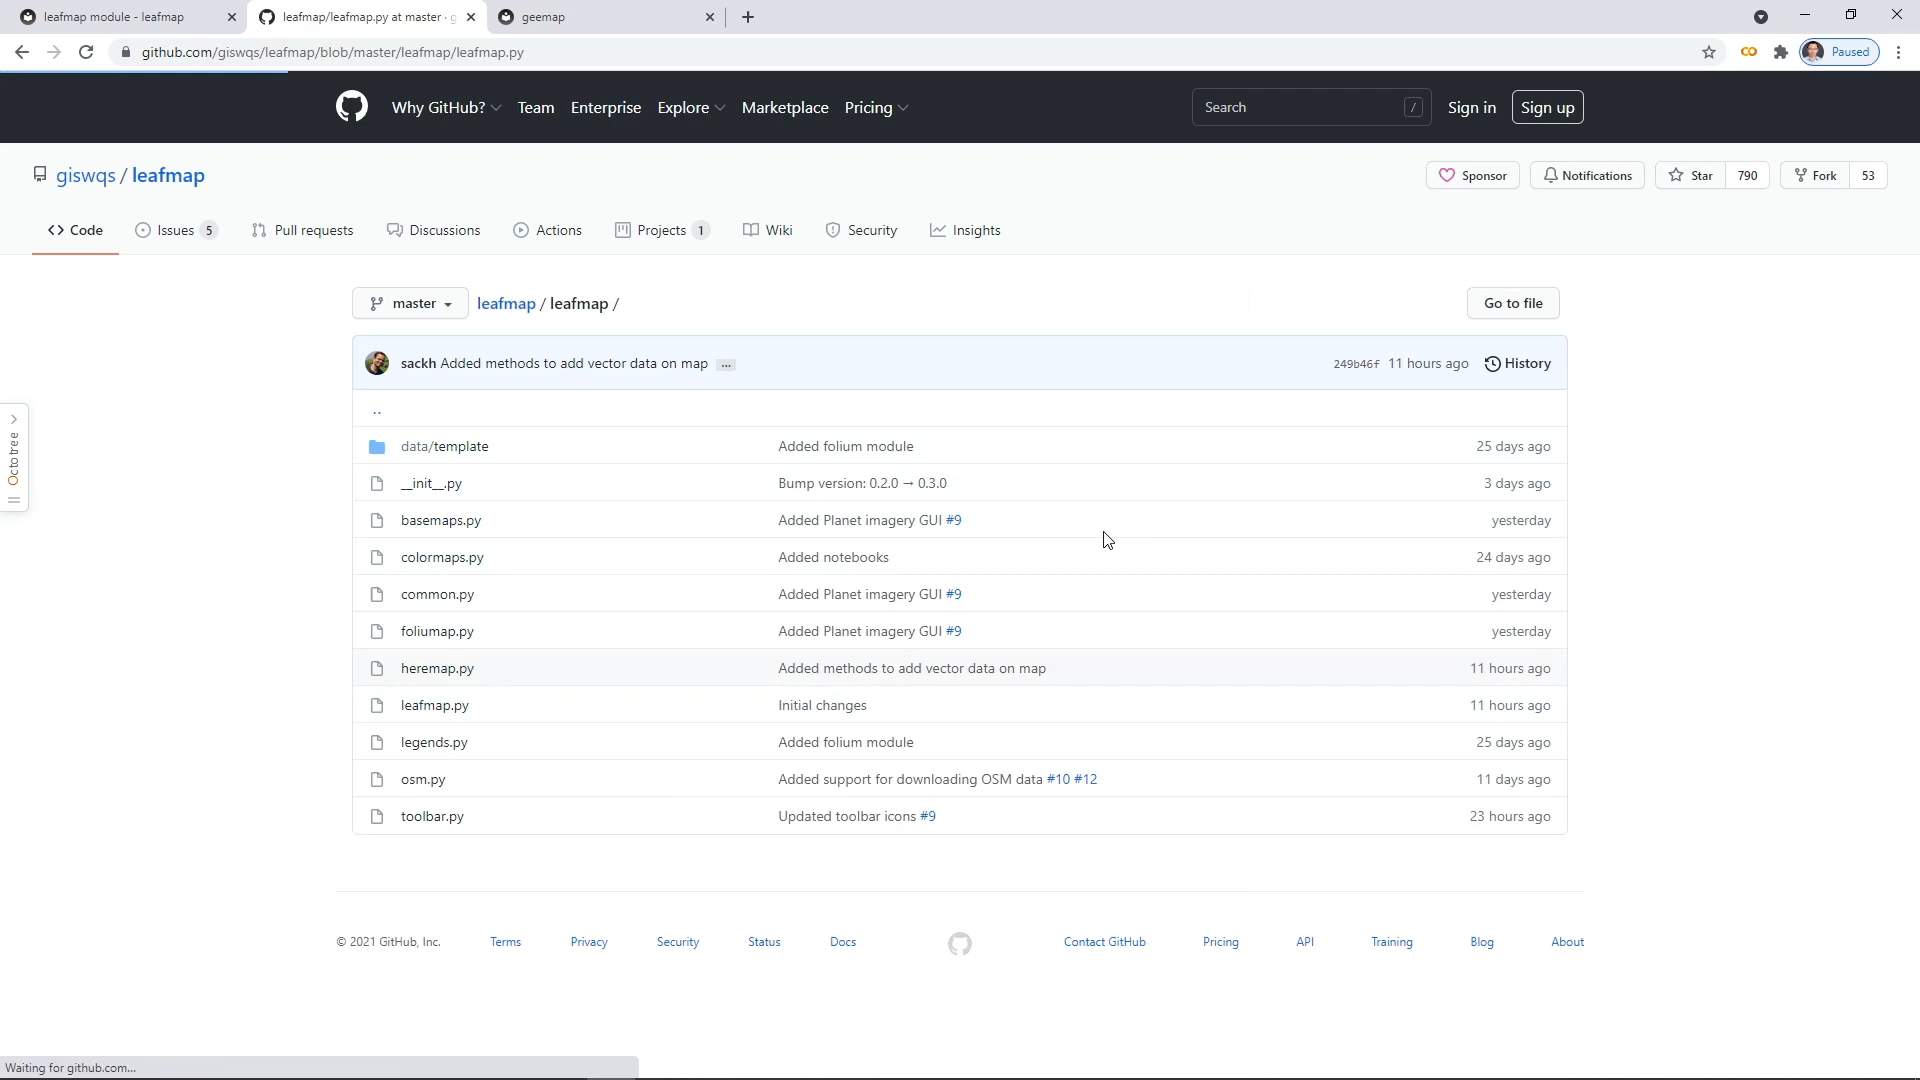 leafmap module - leafmap
leafmap/leafmap.py at master · g
geemap
github.com/giswqs/leafmap/blob/master/leafmap/leafmap.py
Paused
Why GitHub? Team Enterprise Explore Marketplace Pricing
Search /
Sign in Sign up
giswqs / leafmap
Sponsor Notifications Star 790 Fork 53
Code Issues 5 Pull requests Discussions Actions Projects 1 Wiki Security Insights
master leafmap / leafmap / Go to file
sackh Added methods to add vector data on map ... 249b46f 11 hours ago History
..
data/template Added folium module 25 days ago
__init__.py Bump version: 0.2.0 → 0.3.0 3 days ago
Octotree
basemaps.py Added Planet imagery GUI #9 yesterday
colormaps.py Added notebooks 24 days ago
common.py Added Planet imagery GUI #9 yesterday
foliumap.py Added Planet imagery GUI #9 yesterday
heremap.py Added methods to add vector data on map 11 hours ago
leafmap.py Initial changes 11 hours ago
legends.py Added folium module 25 days ago
osm.py Added support for downloading OSM data #10 #12 11 days ago
toolbar.py Updated toolbar icons #9 23 hours ago
© 2021 GitHub, Inc. Terms Privacy Security Status Docs Contact GitHub Pricing API Training Blog About
Waiting for github.com...